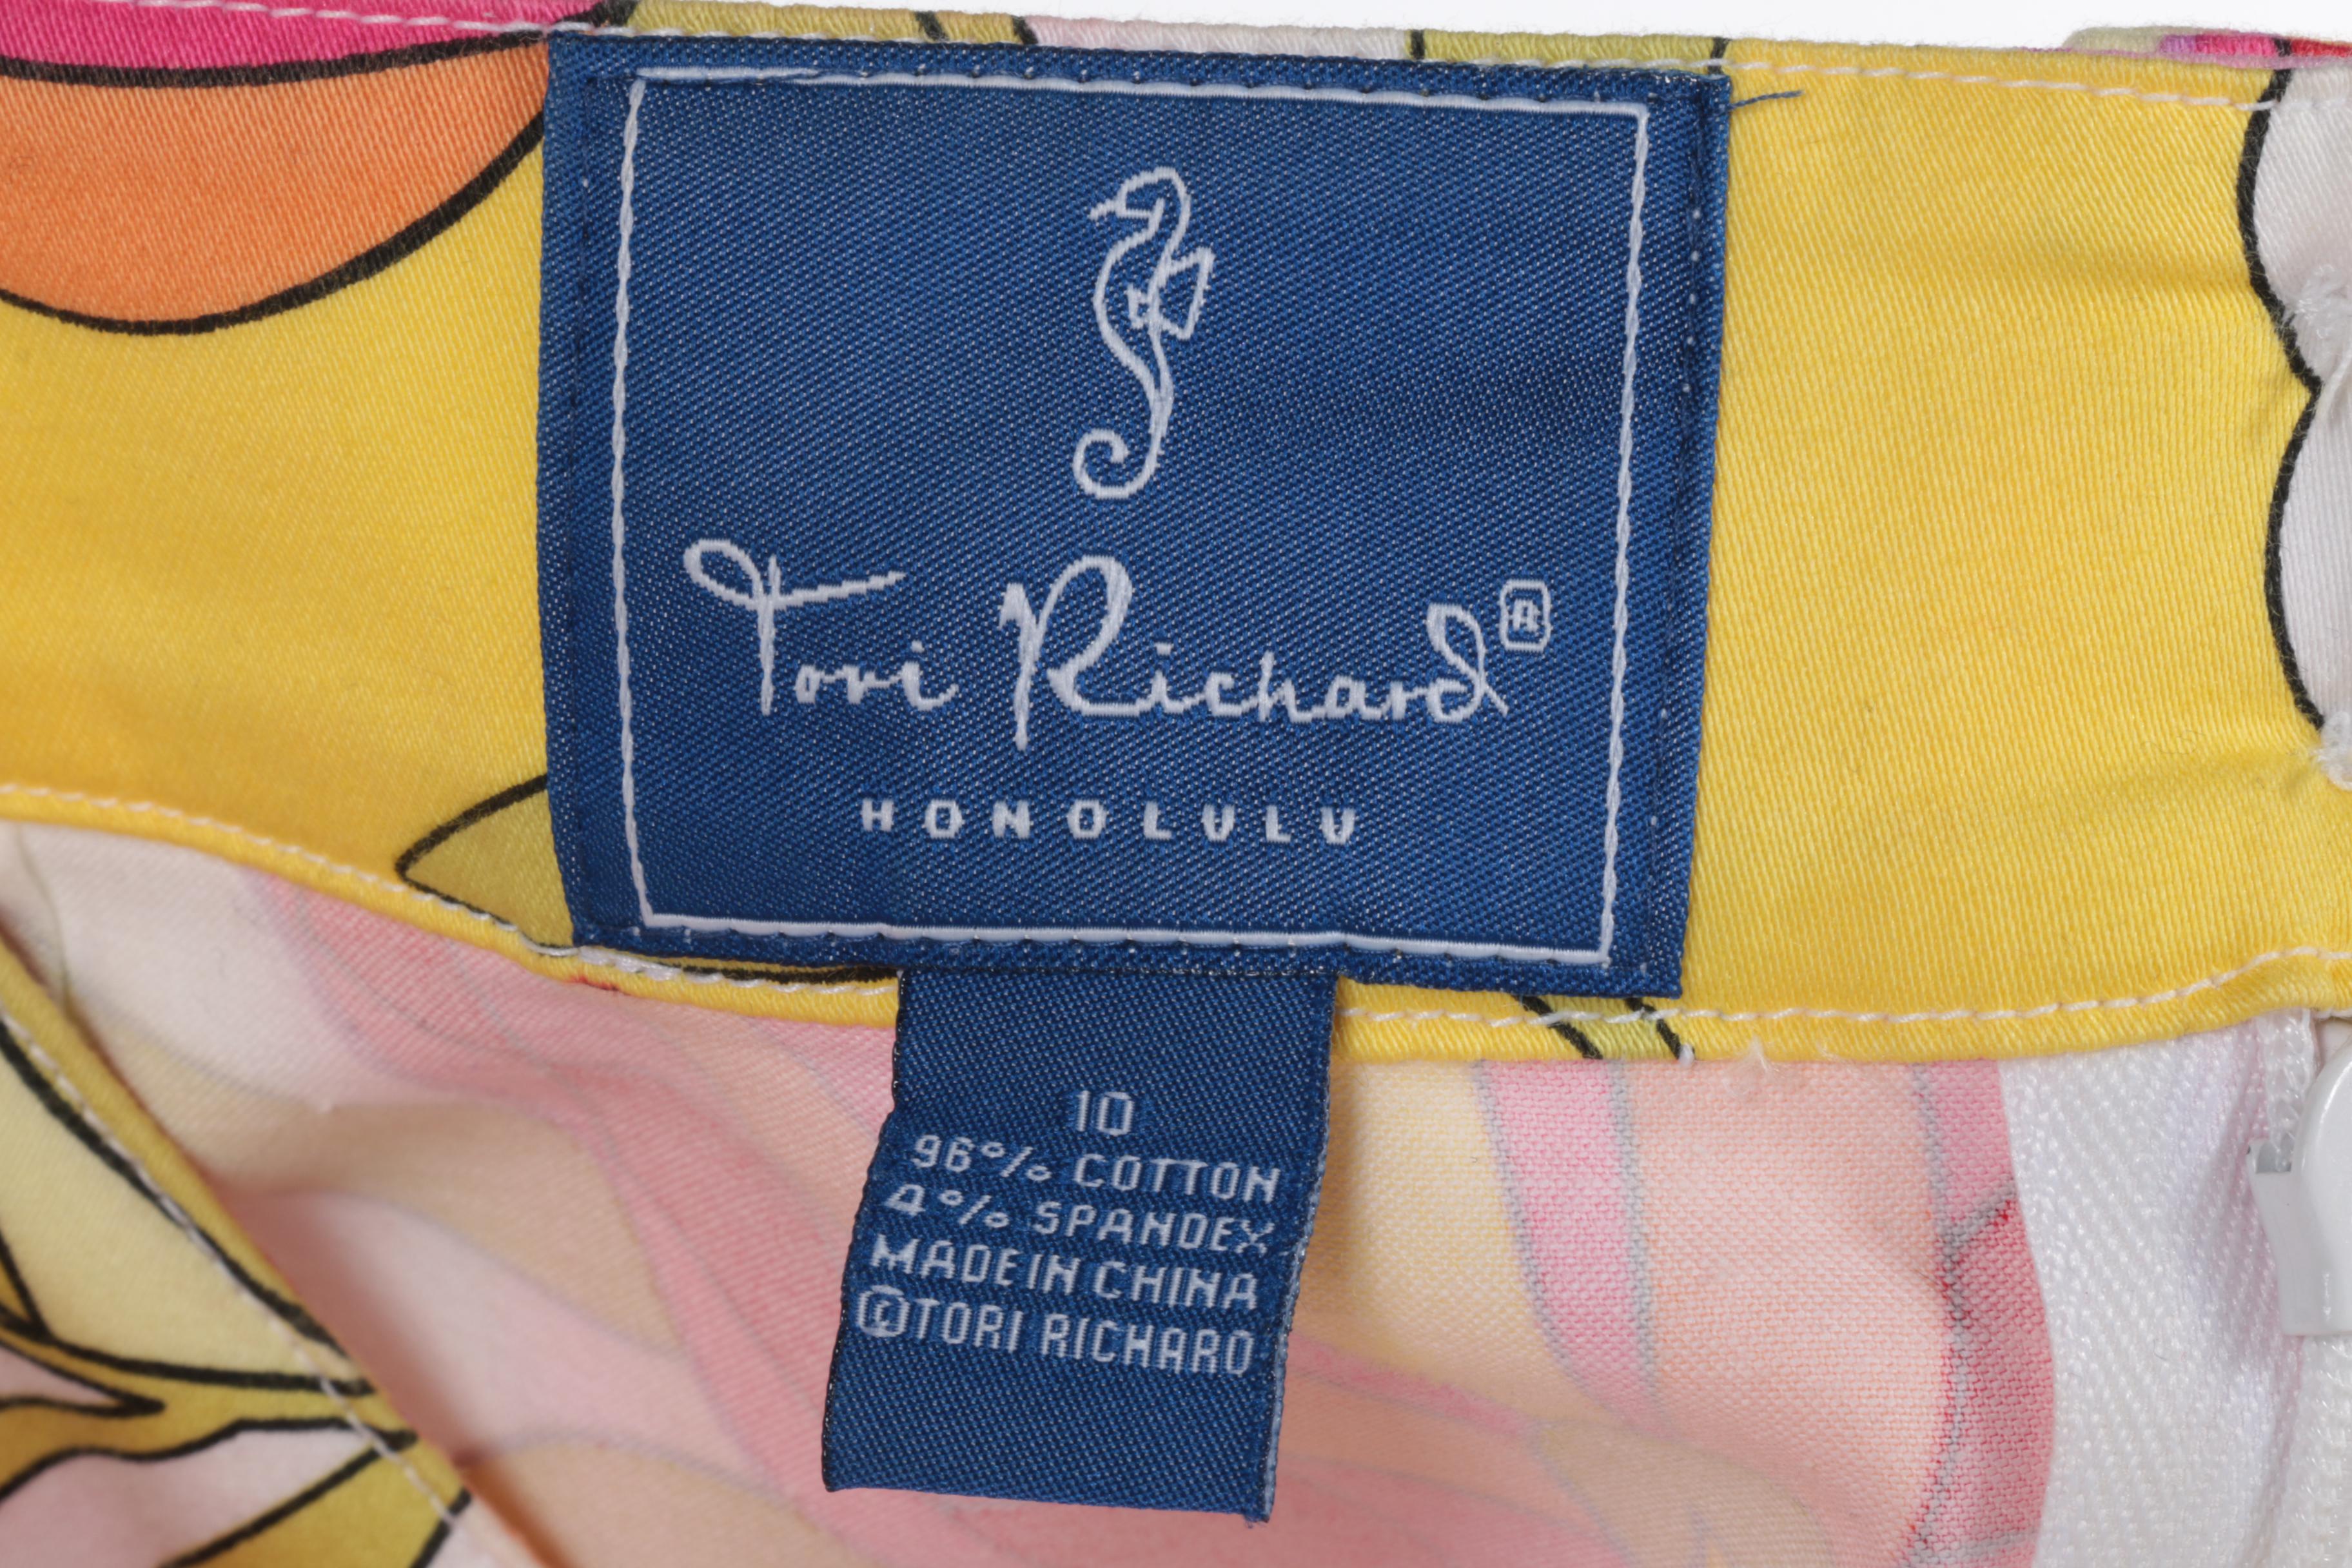 Tori Richard®
HONOLULU
10
96% COTTON
4% SPANDEX
MADE IN CHINA
©TORI RICHARD